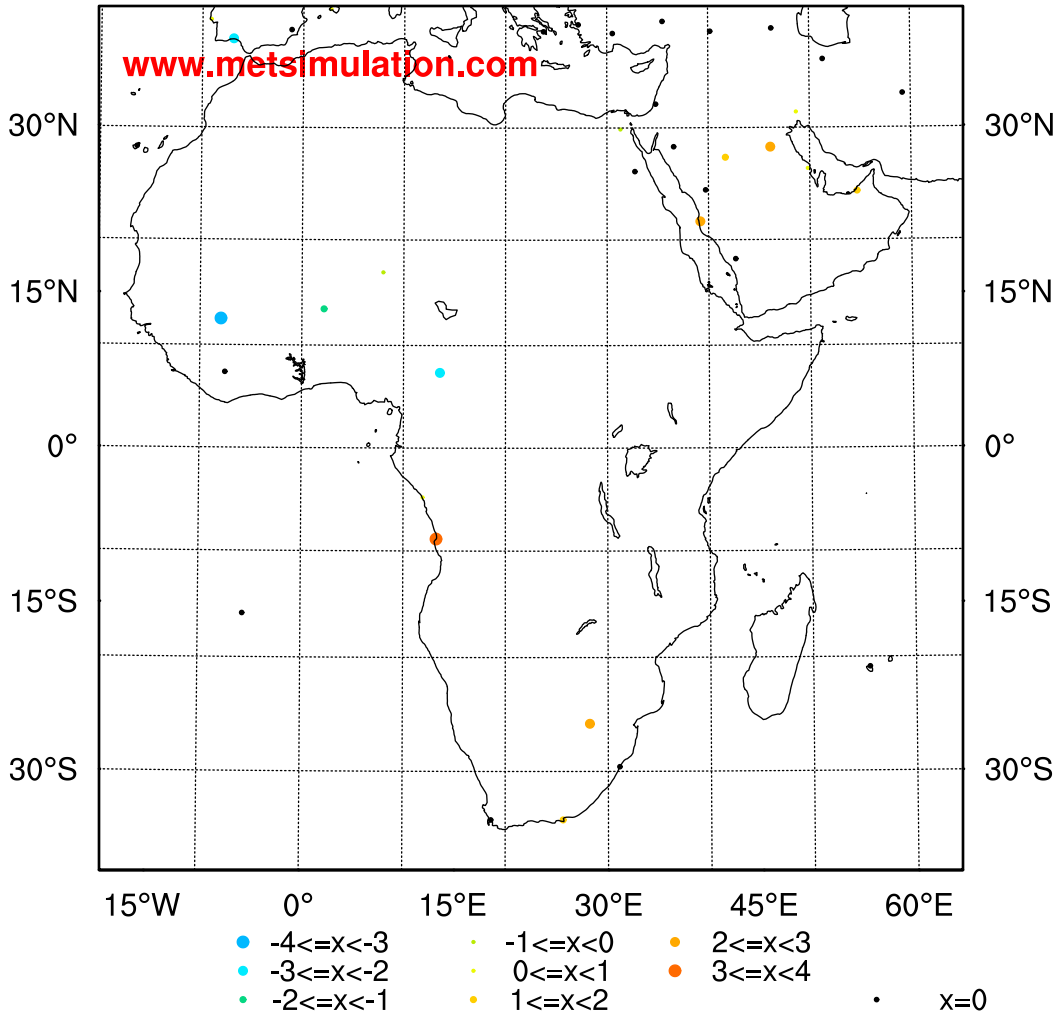 www.metsimulation.com
30°N 30°N
15°N 15°N
0° 0°
15°S 15°S
30°S 30°S
15°W 0° 15°E 30°E 45°E 60°E
-4<=x<-3 -1<=x<0 2<=x<3
-3<=x<-2 0<=x<1 3<=x<4
-2<=x<-1 1<=x<2 x=0